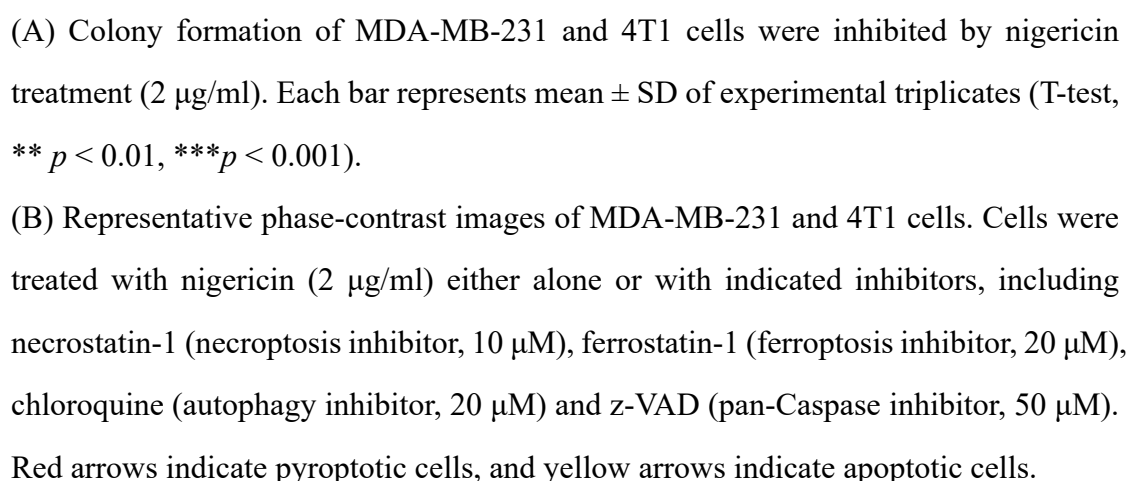 (A) Colony formation of MDA-MB-231 and 4T1 cells were inhibited by nigericin
treatment (2 μg/ml). Each bar represents mean ± SD of experimental triplicates (T-test,
** p < 0.01, ***p < 0.001).
(B) Representative phase-contrast images of MDA-MB-231 and 4T1 cells. Cells were
treated with nigericin (2 μg/ml) either alone or with indicated inhibitors, including
necrostatin-1 (necroptosis inhibitor, 10 μM), ferrostatin-1 (ferroptosis inhibitor, 20 μM),
chloroquine (autophagy inhibitor, 20 μM) and z-VAD (pan-Caspase inhibitor, 50 μM).
Red arrows indicate pyroptotic cells, and yellow arrows indicate apoptotic cells.